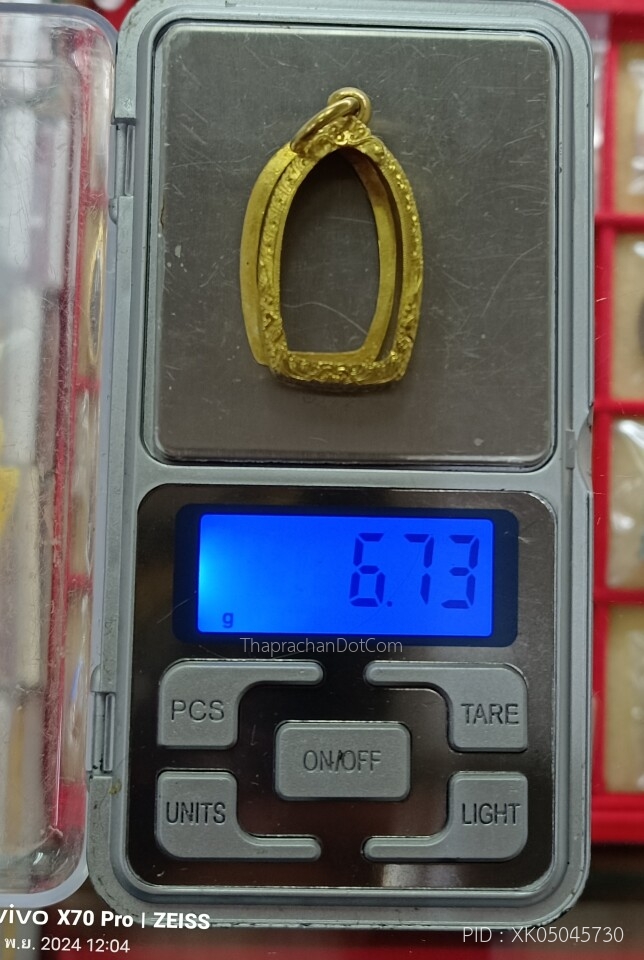 6.73
g
ThaprachanDotCom
PCS
TARE
ON/OFF
UNITS
LIGHT
vivo X70 Pro | ZEISS
พ.ย. 2024 12:04
PID : XK05045730